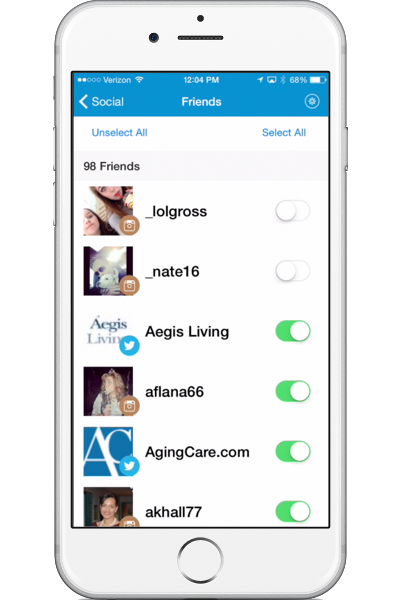 Verizon 12:04 PM 68%
Social Friends
Unselect All Select All
98 Friends
_lolgross
_nate16
Aegis Living
Aegis Living
aflana66
AC
AgingCare.com
akhall77